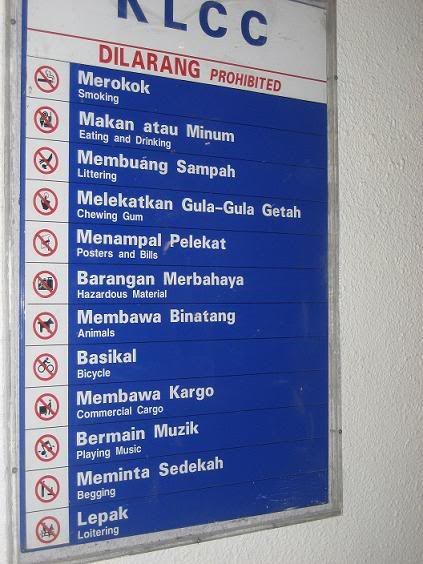 KLCC
DILARANG PROHIBITED
Merokok
Smoking
Makan atau Minum
Eating and Drinking
Membuang Sampah
Littering
Melekatkan Gula-Gula Getah
Chewing Gum
Menampal Pelekat
Posters and Bills
Barangan Merbahaya
Hazardous Material
Membawa Binatang
Animals
Basikal
Bicycle
Membawa Kargo
Commercial Cargo
Bermain Muzik
Playing Music
Meminta Sedekah
Begging
Lepak
Loitering